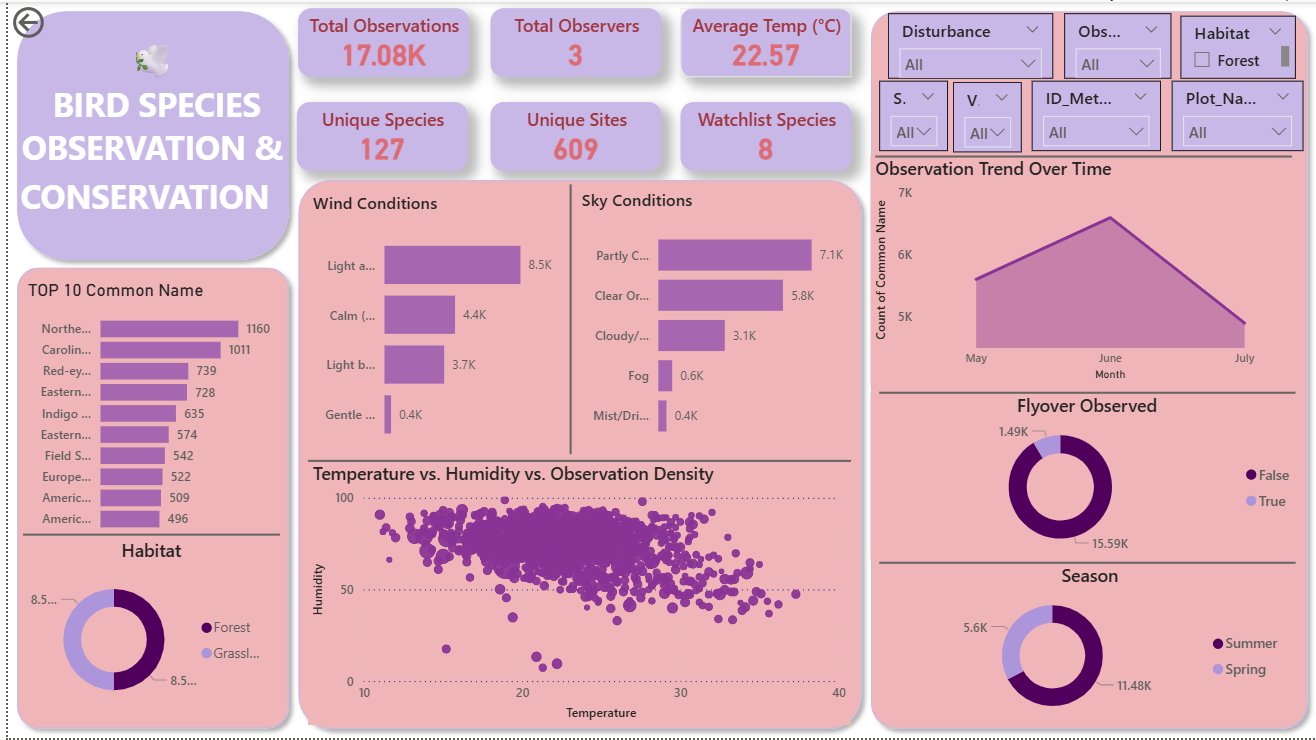 BIRD SPECIES
OBSERVATION &
CONSERVATION
Total Observations
17.08K
Total Observers
3
Average Temp (°C)
22.57
Unique Species
127
Unique Sites
609
Watchlist Species
8
Disturbance
All
Obs...
All
Habitat
Forest
S.
All
V.
All
ID_Met...
All
Plot_Na...
All
TOP 10 Common Name
Northe... 1160
Carolin... 1011
Red-ey... 739
Eastern... 728
Indigo ... 635
Eastern... 574
Field S... 542
Europe... 522
Americ... 509
Americ... 496
Habitat
8.5...
8.5...
Forest
Grassl...
Wind Conditions
Light a... 8.5K
Calm (... 4.4K
Light b... 3.7K
Gentle ... 0.4K
Sky Conditions
Partly C... 7.1K
Clear Or... 5.8K
Cloudy/... 3.1K
Fog 0.6K
Mist/Dri... 0.4K
Temperature vs. Humidity vs. Observation Density
Humidity
100
50
0
10 20 30 40
Temperature
Observation Trend Over Time
Count of Common Name
7K
6K
5K
May June July
Month
Flyover Observed
1.49K
15.59K
False
True
Season
5.6K
11.48K
Summer
Spring